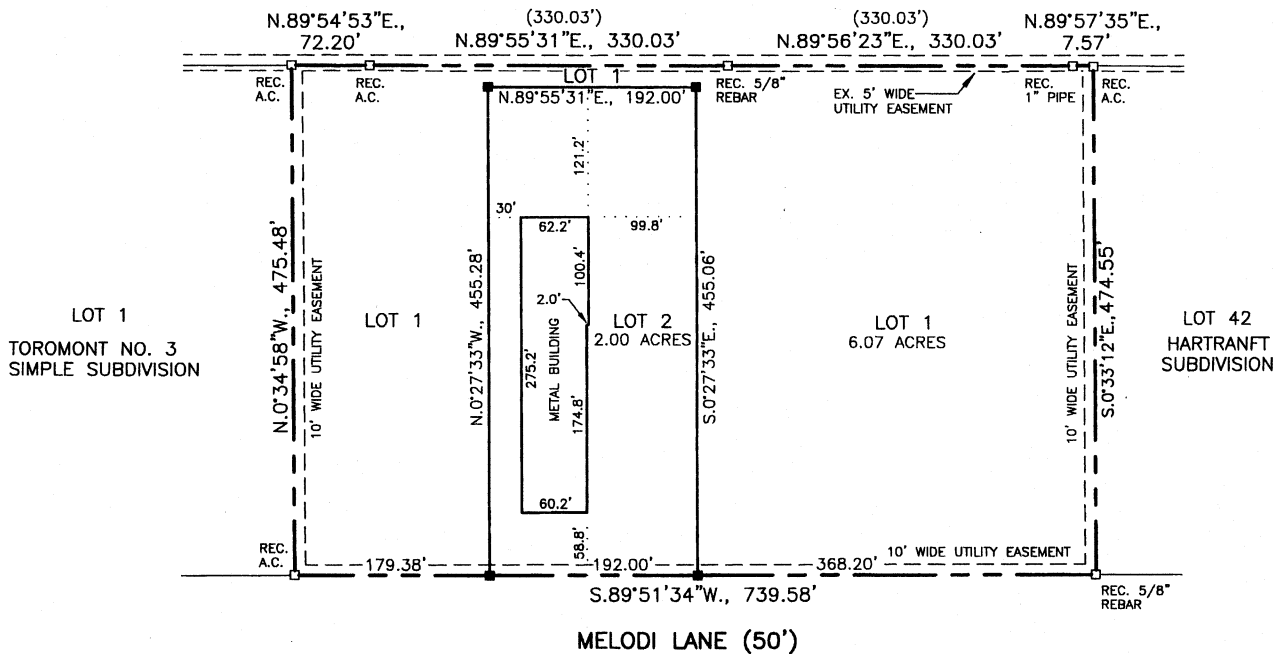 N.89°54'53"E.,
72.20'
(330.03')
N.89°55'31"E., 330.03'
(330.03')
N.89°56'23"E., 330.03'
N.89°57'35"E.,
7.57'
REC.
A.C.
REC.
A.C.
LOT 1
N.89°55'31"E., 192.00'
REC. 5/8"
REBAR
EX. 5' WIDE
UTILITY EASEMENT
REC.
1" PIPE
REC.
A.C.
121.2'
30'
62.2'
99.8'
N.0°34'58"W., 475.48'
10' WIDE UTILITY EASEMENT
N.0°27'33"W., 455.28'
275.2'
METAL BUILDING
100.4'
2.0'
174.8'
S.0°27'33"E., 455.06'
10' WIDE UTILITY EASEMENT
S.0°33'12"E., 474.55'
LOT 1
TOROMONT NO. 3
SIMPLE SUBDIVISION
LOT 1
LOT 2
2.00 ACRES
LOT 1
6.07 ACRES
LOT 42
HARTRANFT
SUBDIVISION
60.2'
58.8'
REC.
A.C.
179.38'
192.00'
368.20'
10' WIDE UTILITY EASEMENT
S.89°51'34"W., 739.58'
REC. 5/8"
REBAR
MELODI LANE (50')